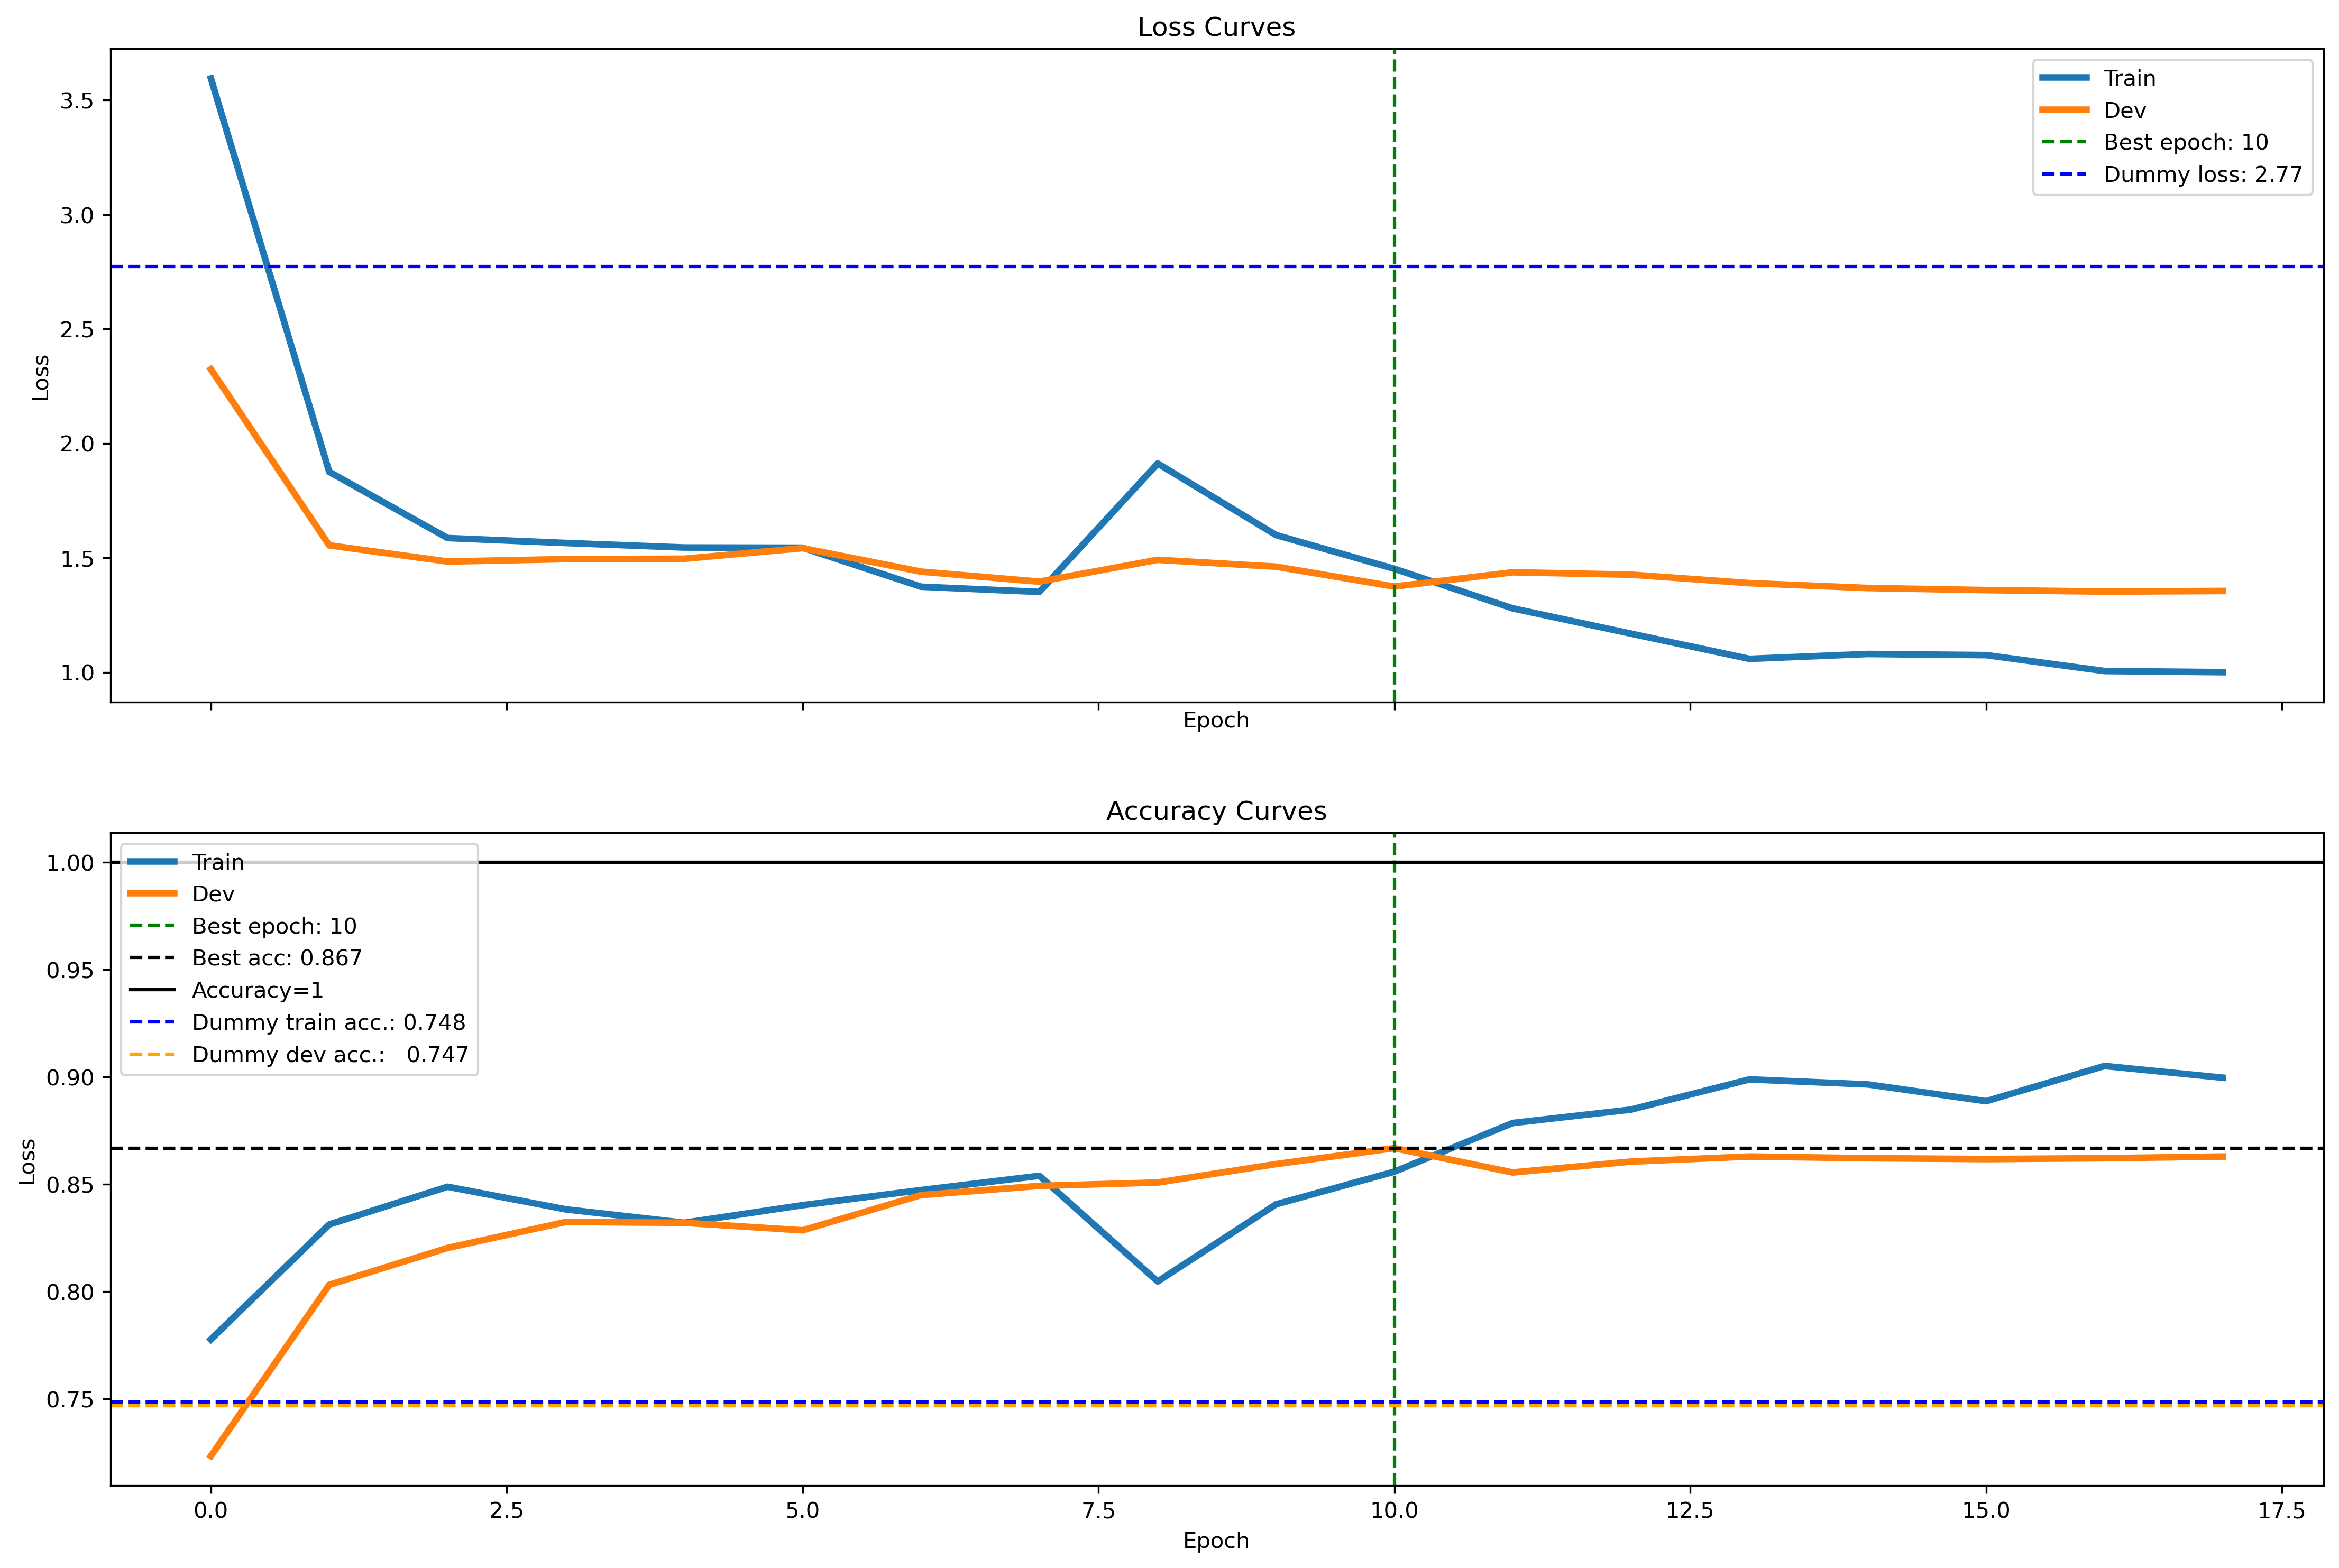 Loss Curves
3.5
3.0
2.5
2.0
1.5
1.0
Loss
Train
Dev
Best epoch: 10
Dummy loss: 2.77
Epoch
Accuracy Curves
1.00
0.95
0.90
0.85
0.80
0.75
Loss
Train
Dev
Best epoch: 10
Best acc: 0.867
Accuracy=1
Dummy train acc.: 0.748
Dummy dev acc.:   0.747
0.0 2.5 5.0 7.5 10.0 12.5 15.0 17.5
Epoch